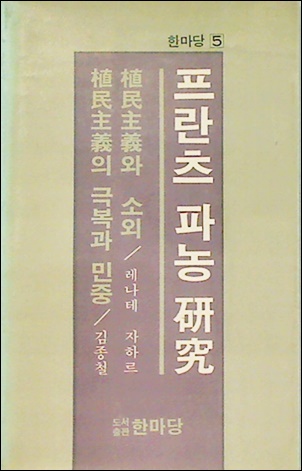 한마당 5
프란츠 파농 硏究
植民主義와 소외 / 레나테 자하르
植民主義의 극복과 민중 / 김종철
도서출판 한마당